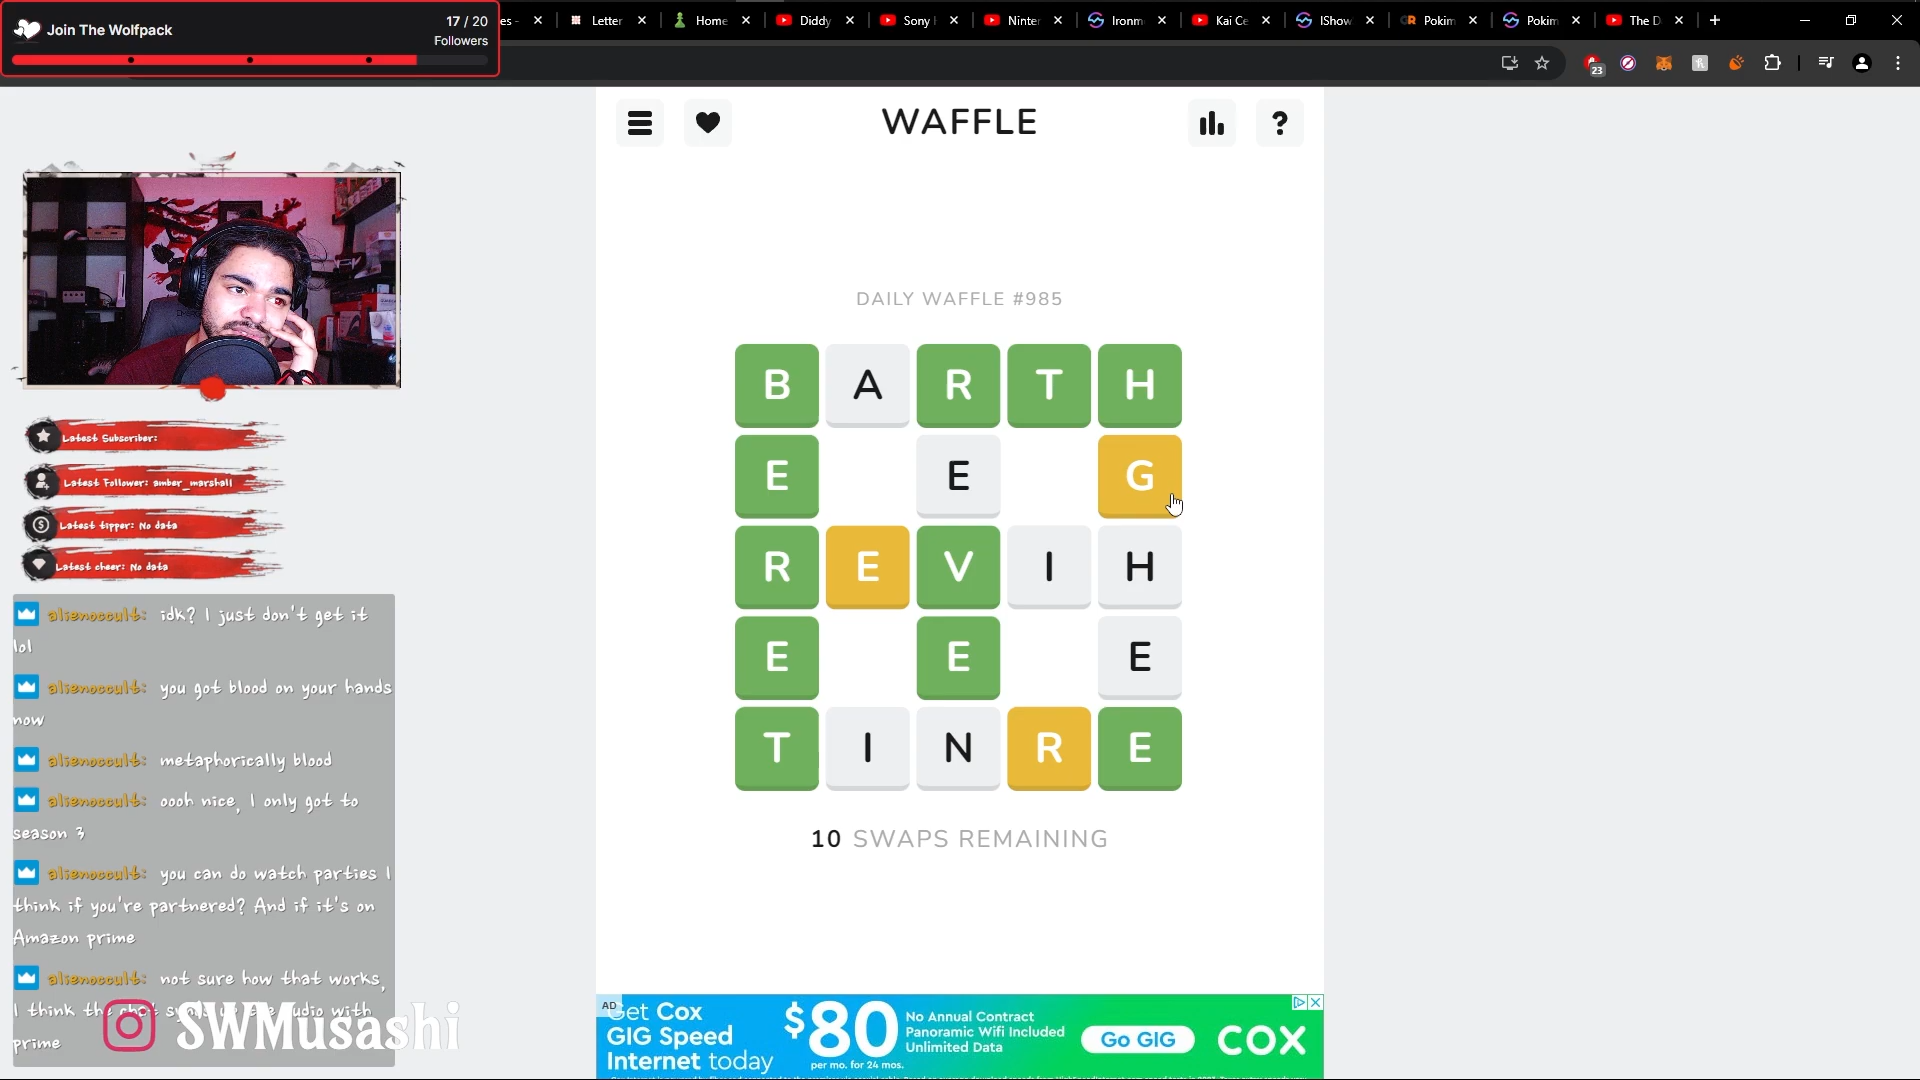 Join The Wolfpack
17 / 20
Followers
es -
Letter
Home
Diddy
Sony
Ninter
Ironm
Kai Ce
IShow
Pokim
Pokim
The D
23
WAFFLE
?
DAILY WAFFLE #985
B A R T H
E E G
R E V I H
E E E
T I N R E
10 SWAPS REMAINING
Latest Subscriber:
Latest Follower: amber_marshall
Latest tipper: No data
Latest cheer: No data
alienoccult: idk? I just don't get it
lol
alienoccult: you got blood on your hands
now
alienoccult: metaphorically blood
alienoccult: oooh nice, I only got to
season 3
alienoccult: you can do watch parties I
think if you're partnered? And if it's on
Amazon prime
alienoccult: not sure how that works,
I think the
with
prime
SWMusashi
AD
Get Cox
GIG Speed
Internet today
$80
per mo. for 24 mos.
No Annual Contract
Panoramic Wifi Included
Unlimited Data
Go GIG
COX